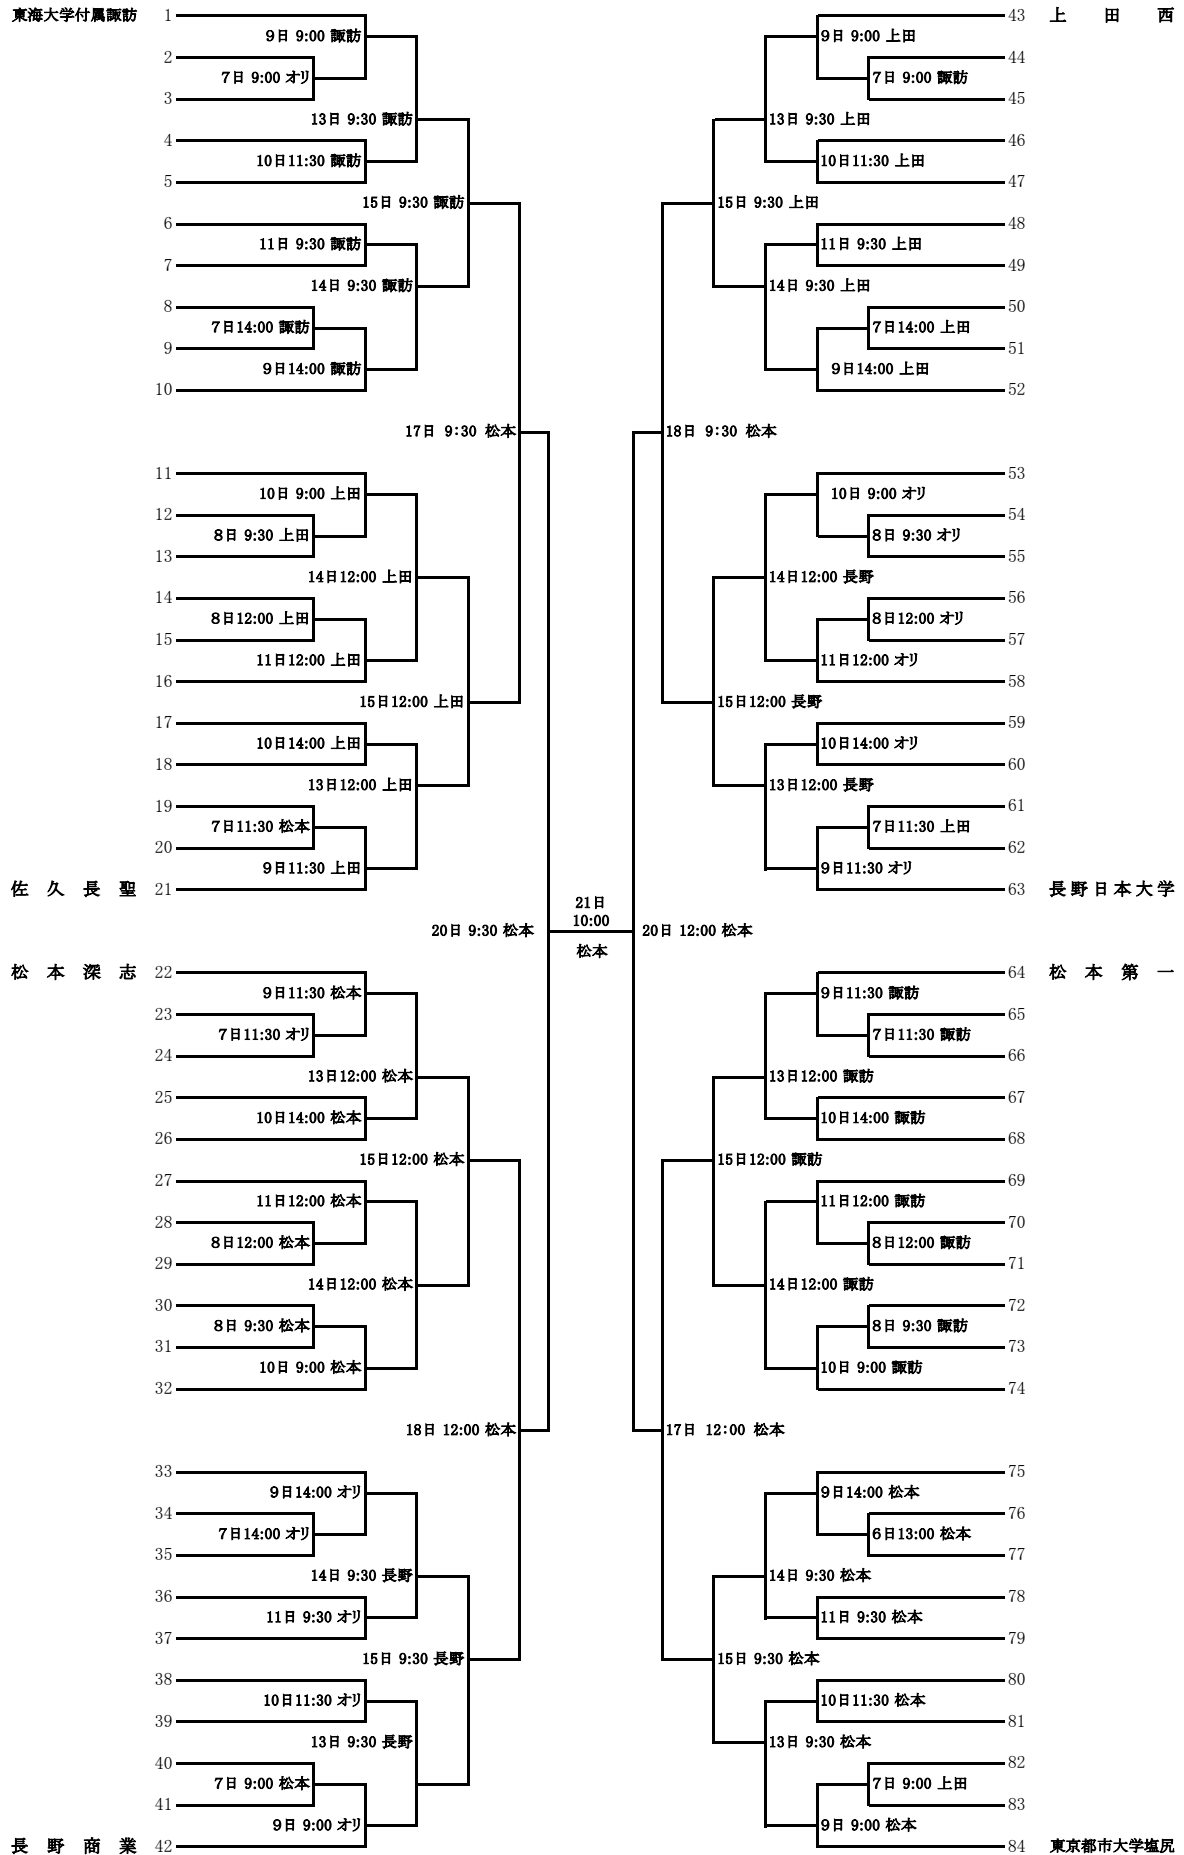 東海大学付属諏訪 1
9日 9:00 諏訪
2
7日 9:00 オリ
3
13日 9:30 諏訪
4
10日11:30 諏訪
5
15日 9:30 諏訪
6
11日 9:30 諏訪
7
14日 9:30 諏訪
8
7日14:00 諏訪
9
9日14:00 諏訪
10
17日 9:30 松本
11
10日 9:00 上田
12
8日 9:30 上田
13
14日12:00 上田
14
8日12:00 上田
15
11日12:00 上田
16
15日12:00 上田
17
10日14:00 上田
18
13日12:00 上田
19
7日11:30 松本
20
9日11:30 上田
佐久長聖 21
20日 9:30 松本
松本深志 22
9日11:30 松本
23
7日11:30 オリ
24
13日12:00 松本
25
10日14:00 松本
26
15日12:00 松本
27
11日12:00 松本
28
8日12:00 松本
29
14日12:00 松本
30
8日 9:30 松本
31
10日 9:00 松本
32
18日 12:00 松本
33
9日14:00 オリ
34
7日14:00 オリ
35
14日 9:30 長野
36
11日 9:30 オリ
37
15日 9:30 長野
38
10日11:30 オリ
39
13日 9:30 長野
40
7日 9:00 松本
41
9日 9:00 オリ
長野商業 42
21日
10:00
松本
43 上田西
9日 9:00 上田
44
7日 9:00 諏訪
45
13日 9:30 上田
46
10日11:30 上田
47
15日 9:30 上田
48
11日 9:30 上田
49
14日 9:30 上田
50
7日14:00 上田
51
9日14:00 上田
52
18日 9:30 松本
53
10日 9:00 オリ
54
8日 9:30 オリ
55
14日12:00 長野
56
8日12:00 オリ
57
11日12:00 オリ
58
15日12:00 長野
59
10日14:00 オリ
60
13日12:00 長野
61
7日11:30 上田
62
9日11:30 オリ
63 長野日本大学
20日 12:00 松本
64 松本第一
9日11:30 諏訪
65
7日11:30 諏訪
66
13日12:00 諏訪
67
10日14:00 諏訪
68
15日12:00 諏訪
69
11日12:00 諏訪
70
8日12:00 諏訪
71
14日12:00 諏訪
72
8日 9:30 諏訪
73
10日 9:00 諏訪
74
17日 12:00 松本
75
9日14:00 松本
76
6日13:00 松本
77
14日 9:30 松本
78
11日 9:30 松本
79
15日 9:30 松本
80
10日11:30 松本
81
13日 9:30 松本
82
7日 9:00 上田
83
9日 9:00 松本
84 東京都市大学塩尻